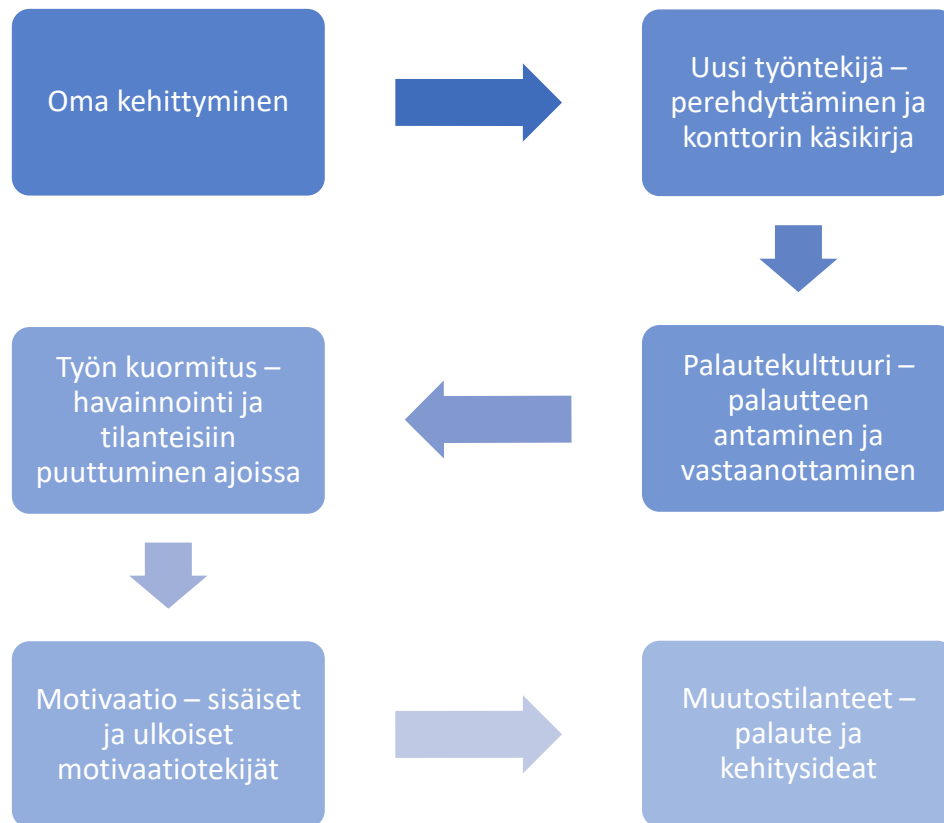 Oma kehittyminen
Uusi työntekijä –
perehdyttäminen ja
konttorin käsikirja
Palautekulttuuri –
palautteen
antaminen ja
vastaanottaminen
Työn kuormitus –
havainnointi ja
tilanteisiin
puuttuminen ajoissa
Motivaatio – sisäiset
ja ulkoiset
motivaatiotekijät
Muutostilanteet –
palaute ja
kehitysideat